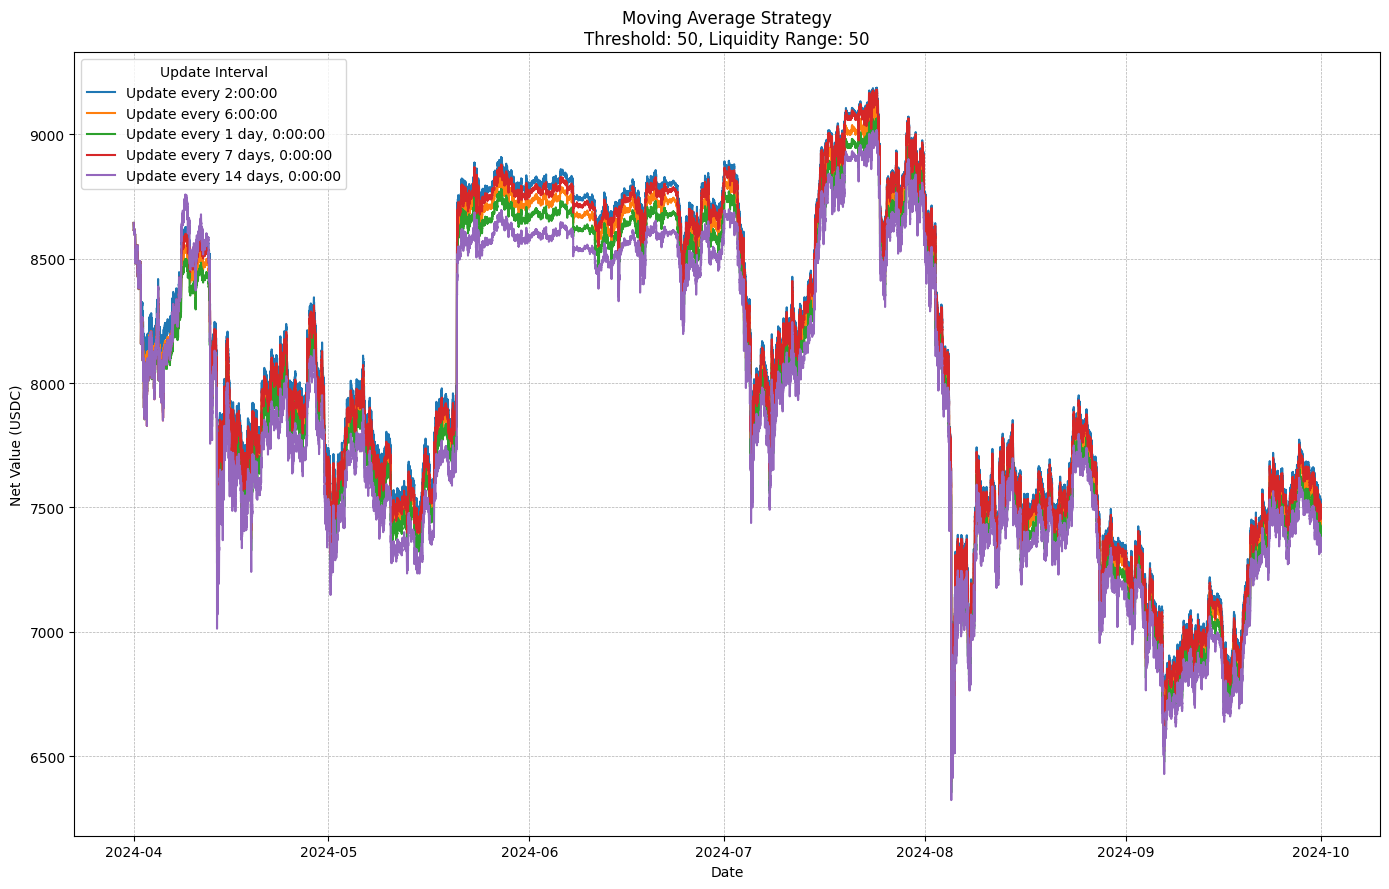 Moving Average Strategy
Threshold: 50, Liquidity Range: 50
Update Interval
Update every 2:00:00
Update every 6:00:00
Update every 1 day, 0:00:00
Update every 7 days, 0:00:00
Update every 14 days, 0:00:00
Net Value (USDC)
9000
8500
8000
7500
7000
6500
2024-04
2024-05
2024-06
2024-07
2024-08
2024-09
2024-10
Date